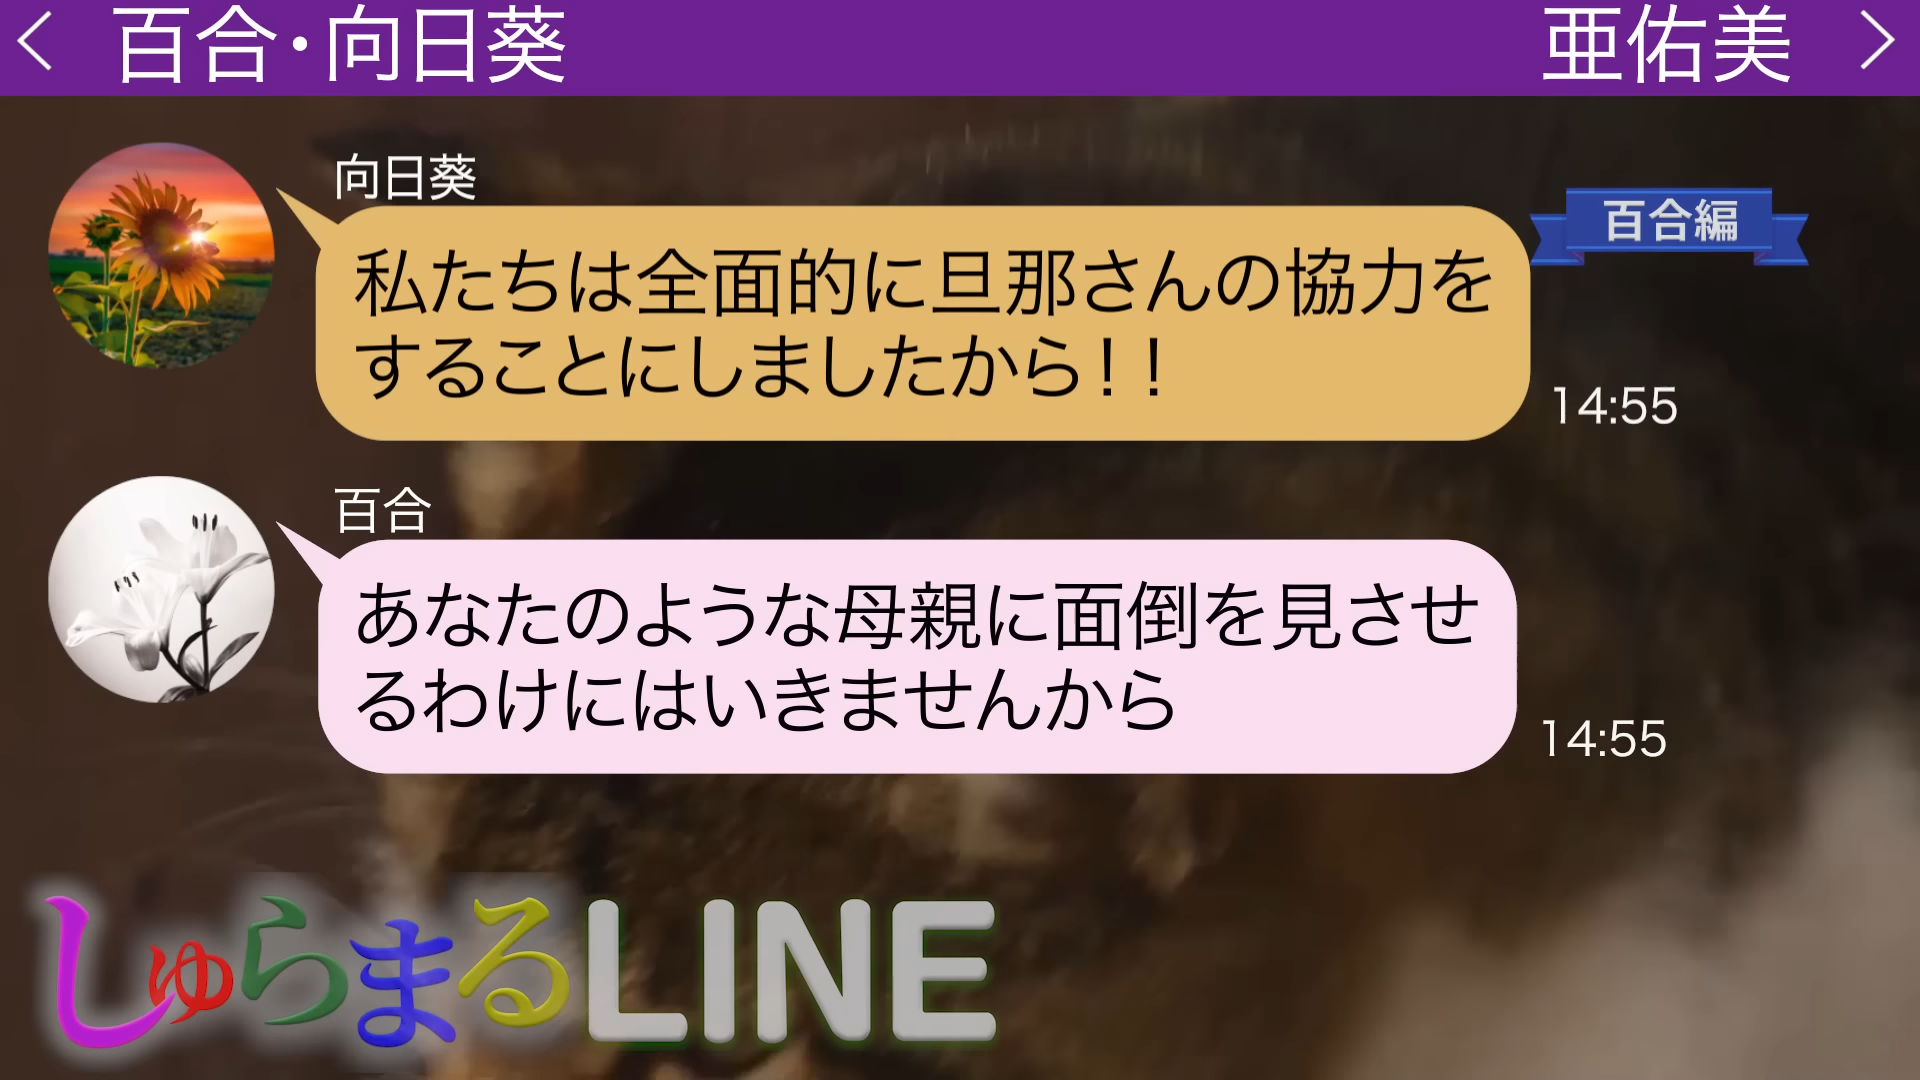 百合・向日葵
亜佑美
向日葵
百合編
私たちは全面的に旦那さんの協力を
することにしましたから！！
14:55
百合
あなたのような母親に面倒を見させ
るわけにはいきませんから
14:55
しゅらまるLINE